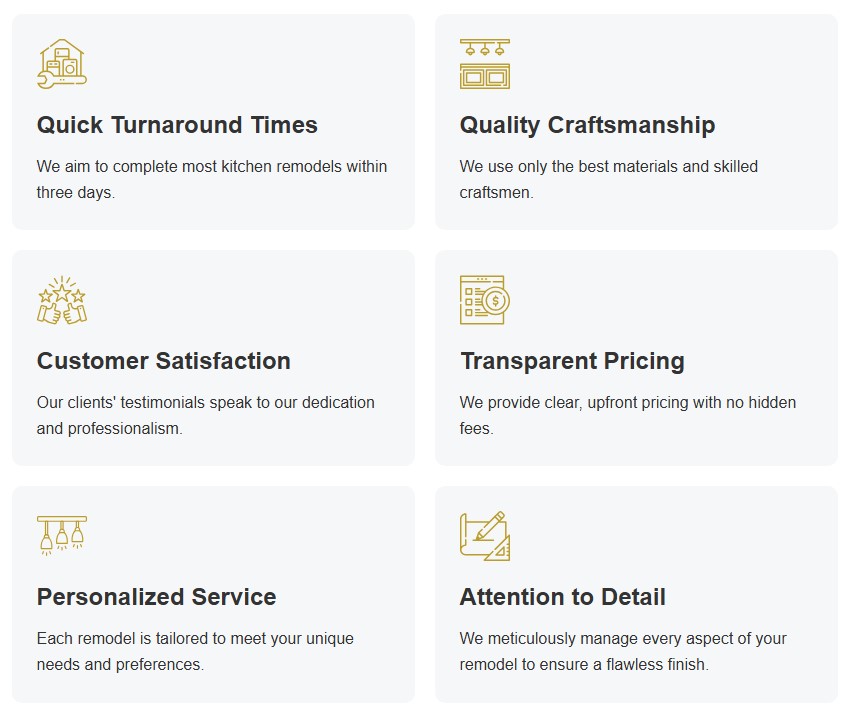 Quick Turnaround Times
We aim to complete most kitchen remodels within
three days.
Quality Craftsmanship
We use only the best materials and skilled
craftsmen.
Customer Satisfaction
Our clients' testimonials speak to our dedication
and professionalism.
Transparent Pricing
We provide clear, upfront pricing with no hidden
fees.
Personalized Service
Each remodel is tailored to meet your unique
needs and preferences.
Attention to Detail
We meticulously manage every aspect of your
remodel to ensure a flawless finish.